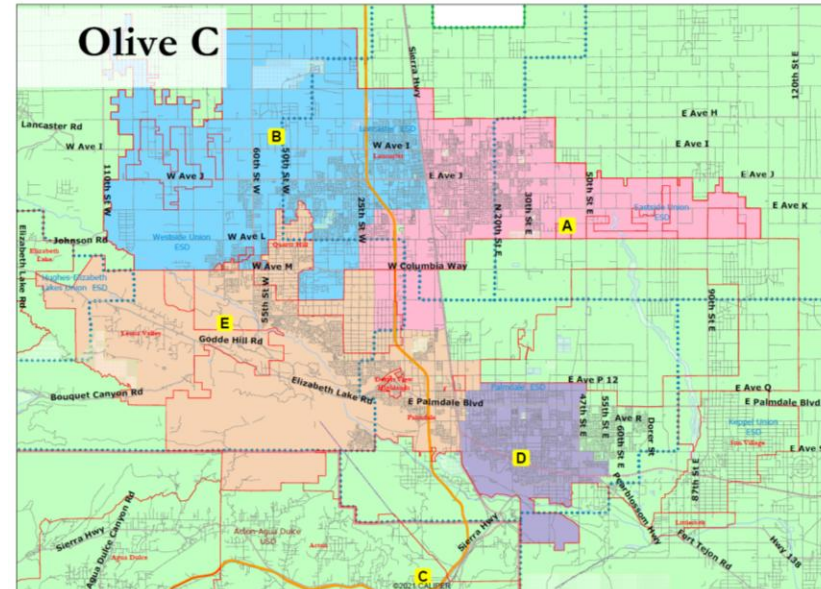 Olive C
Sierra Hwy
120th St E
E Ave H
Lancaster Rd
W Ave I
B
Lancaster ESD
W Ave I
Lancaster
E Ave I
60th St W
50th St W
110th St W
W Ave J
E Ave J
E Ave J
50th St E
30th St E
N 20th St E
25th St W
Eastside Union
ESD
E Ave K
A
Elizabeth Lake Rd
Johnson Rd
Elizabeth
Lake
Westside Union
ESD
W Ave L
Quartz Hill
W Ave M
W Columbia Way
Hughes-Elizabeth
Lakes Union ESD
55th St W
90th St E
E
Leona Valley
Godde Hill Rd
Bouquet Canyon Rd
Elizabeth Lake Rd
E Palmdale Blvd
Palmdale
Palmdale ESD
E Ave P 12
E Ave Q
E Palmdale Blvd
47th St E
55th St E
60th St E
Ave R
Dorer St
Keppel Union
ESD
87th St E
D
Pearblossom Hwy
Littlerock
Fort Tejon Rd
Hwy 138
Sierra Hwy
Sierra Hwy
Agua Dulce Canyon Rd
Agua Dulce
Acton-Agua Dulce
USD
Acton
C
©2021 CALIPER